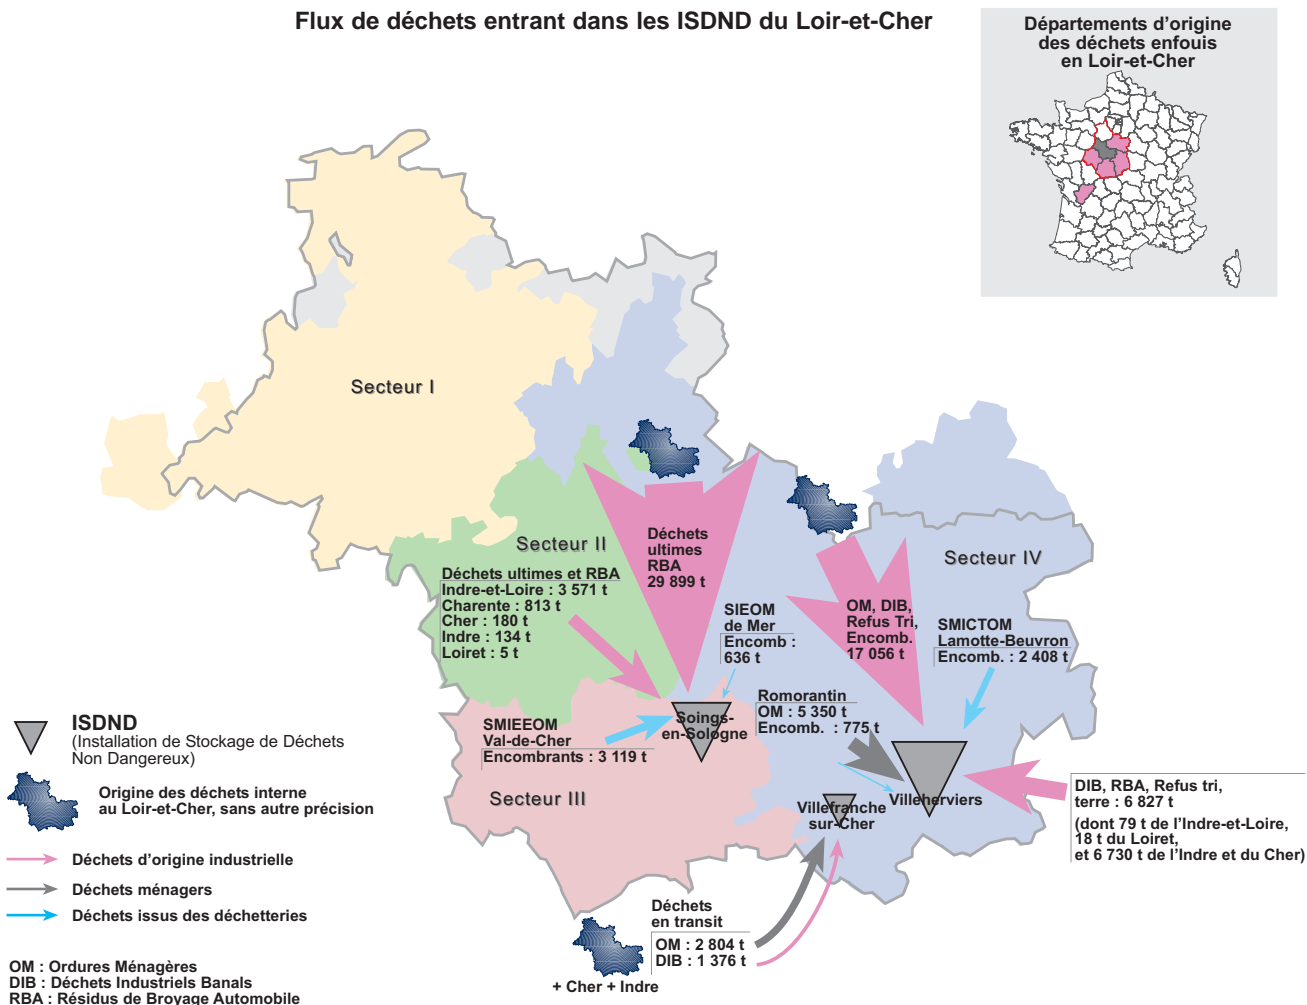 Flux de déchets entrant dans les ISDND du Loir-et-Cher
Départements d'origine
des déchets enfouis
en Loir-et-Cher
Secteur I
Secteur II
Déchets ultimes et RBA
Indre-et-Loire : 3 571 t
Charente : 813 t
Cher : 180 t
Indre : 134 t
Loiret : 5 t
Déchets
ultimes
RBA
29 899 t
SIEOM
de Mer
Encomb :
636 t
OM, DIB,
Refus Tri,
Encomb.
17 056 t
Secteur IV
SMICTOM
Lamotte-Beuvron
Encomb. : 2 408 t
Romorantin
OM : 5 350 t
Encomb. : 775 t
SMIEEOM
Val-de-Cher
Encombrants : 3 119 t
Soings-
en-Sologne
Secteur III
Villefranche
sur-Cher
Villeherviers
DIB, RBA, Refus tri,
terre : 6 827 t
(dont 79 t de l'Indre-et-Loire,
18 t du Loiret,
et 6 730 t de l'Indre et du Cher)
Déchets
en transit
OM : 2 804 t
DIB : 1 376 t
+ Cher + Indre
ISDND
(Installation de Stockage de Déchets
Non Dangereux)
Origine des déchets interne
au Loir-et-Cher, sans autre précision
Déchets d'origine industrielle
Déchets ménagers
Déchets issus des déchetteries
OM : Ordures Ménagères
DIB : Déchets Industriels Banals
RBA : Résidus de Broyage Automobile